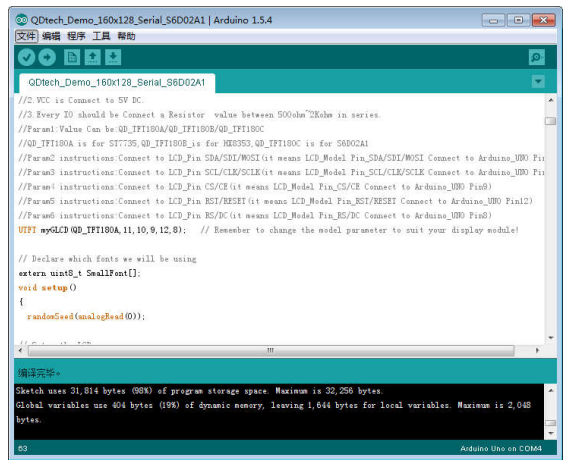 QDtech_Demo_160x128_Serial_S6D02A1 | Arduino 1.5.4
文件 编辑 程序 工具 帮助
QDtech_Demo_160x128_Serial_S6D02A1
//2.VCC is Connect to 5V DC.
//3.Every IO should be Connect a Resistor  value between 500ohm~2Kohm in series.
//Param1:Value Can be:QD_TFT180A/QD_TFT180B/QD_TFT180C
//QD_TFT180A is for ST7735,QD_TFT180B_is for HX8353,QD_TFT180C is for S6D02A1
//Param2 instructions:Connect to LCD_Pin SDA/SDI/MOSI(it means LCD_Model Pin_SDA/SDI/MOSI Connect to Arduino_UNO Pin
//Param3 instructions:Connect to LCD_Pin SCL/CLK/SCLK(it means LCD_Model Pin_SCL/CLK/SCLK Connect to Arduino_UNO Pi
//Param4 instructions:Connect to LCD_Pin CS/CE(it means LCD_Model Pin_CS/CE Connect to Arduino_UNO Pin9)
//Param5 instructions:Connect to LCD_Pin RST/RESET(it means LCD_Model Pin_RST/RESET Connect to Arduino_UNO Pin12)
//Param6 instructions:Connect to LCD_Pin RS/DC(it means LCD_Model Pin_RS/DC Connect to Arduino_UNO Pin8)
UTFT myGLCD(QD_TFT180A,11,10,9,12,8);   // Remember to change the model parameter to suit your display module!
// Declare which fonts we will be using
extern uint8_t SmallFont[];
void setup()
{
randomSeed(analogRead(0));
编译完毕。
Sketch uses 31,814 bytes (98%) of program storage space. Maximum is 32,256 bytes.
Global variables use 404 bytes (19%) of dynamic memory, leaving 1,644 bytes for local variables. Maximum is 2,048
bytes.
63 Arduino Uno on COM4